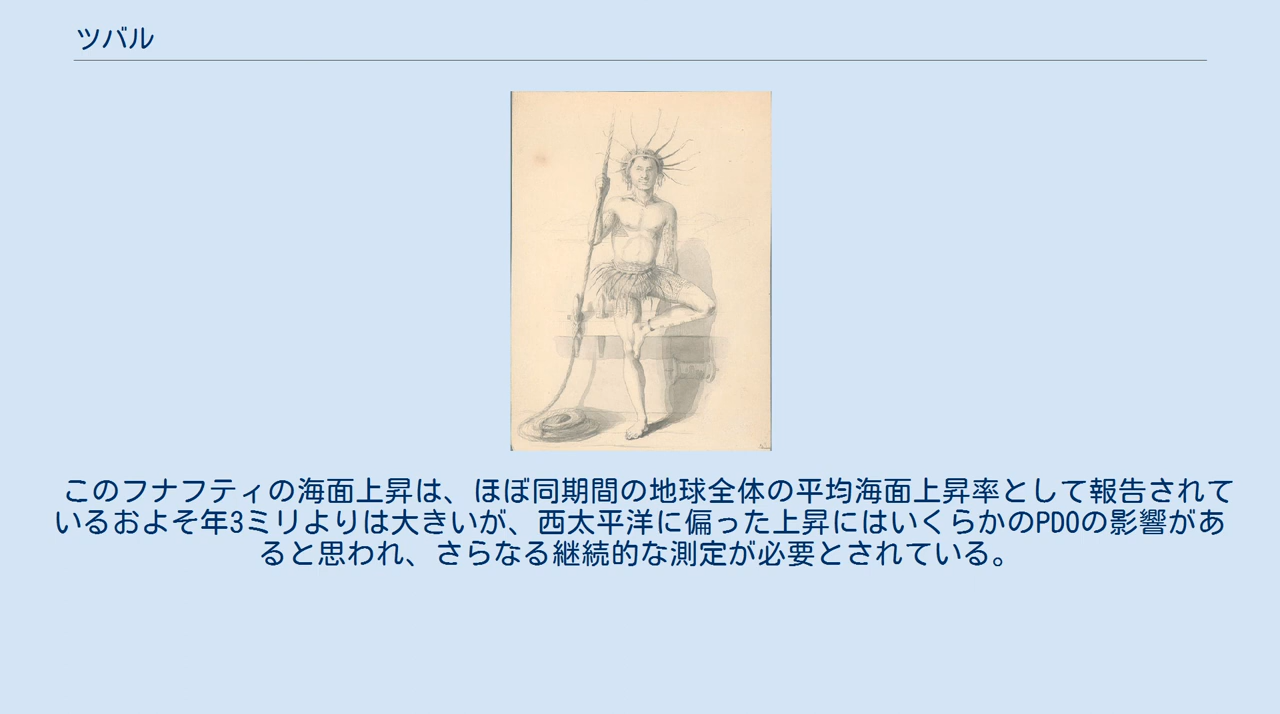 ツバル
このフナフティの海面上昇は、ほぼ同期間の地球全体の平均海面上昇率として報告されて
いるおよそ年3ミリよりは大きいが、西太平洋に偏った上昇にはいくらかのPDOの影響があ
ると思われ、さらなる継続的な測定が必要とされている。